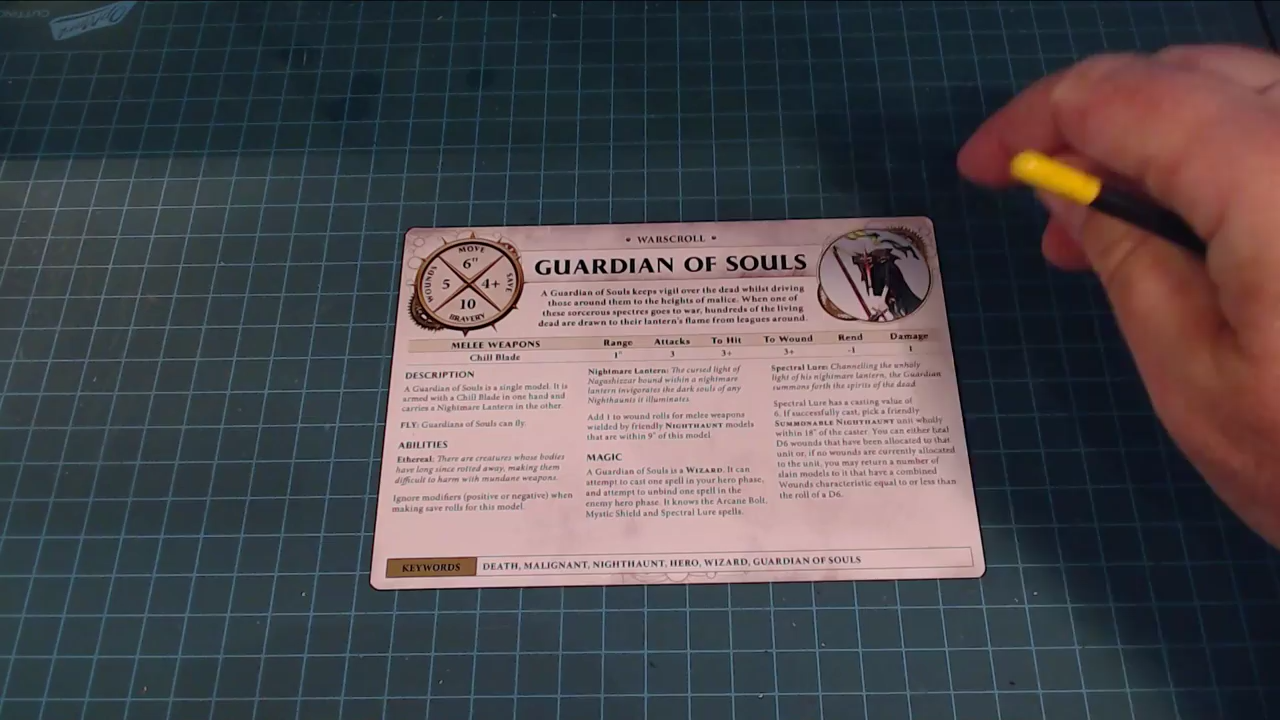 • WARSCROLL •
GUARDIAN OF SOULS
MOVE
6"
WOUNDS
5
4+
SAVE
10
BRAVERY
A Guardian of Souls keeps vigil over the dead whilst driving
those around them to the heights of malice. When one of
these sorcerous spectres goes to war, hundreds of the living
dead are drawn to their lantern's flame from leagues around.
MELEE WEAPONS Range Attacks To Hit To Wound Rend Damage
Chill Blade 1" 3 3+ 3+ -1 1
DESCRIPTION
A Guardian of Souls is a single model. It is
armed with a Chill Blade in one hand and
carries a Nightmare Lantern in the other.
FLY: Guardians of Souls can fly.
ABILITIES
Ethereal: There are creatures whose bodies
have long since rotted away, making them
difficult to harm with mundane weapons.
Ignore modifiers (positive or negative) when
making save rolls for this model.
Nightmare Lantern: The cursed light of
Nagashizzar bound within a nightmare
lantern invigorates the dark souls of any
Nighthaunts it illuminates.
Add 1 to wound rolls for melee weapons
wielded by friendly NIGHTHAUNT models
that are within 9" of this model.
MAGIC
A Guardian of Souls is a WIZARD. It can
attempt to cast one spell in your hero phase,
and attempt to unbind one spell in the
enemy hero phase. It knows the Arcane Bolt,
Mystic Shield and Spectral Lure spells.
Spectral Lure: Channelling the unholy
light of his nightmare lantern, the Guardian
summons forth the spirits of the dead.
Spectral Lure has a casting value of
6. If successfully cast, pick a friendly
SUMMONABLE NIGHTHAUNT unit wholly
within 18" of the caster. You can either heal
D6 wounds that have been allocated to that
unit or, if no wounds are currently allocated
to the unit, you may return a number of
slain models to it that have a combined
Wounds characteristic equal to or less than
the roll of a D6.
KEYWORDS DEATH, MALIGNANT, NIGHTHAUNT, HERO, WIZARD, GUARDIAN OF SOULS